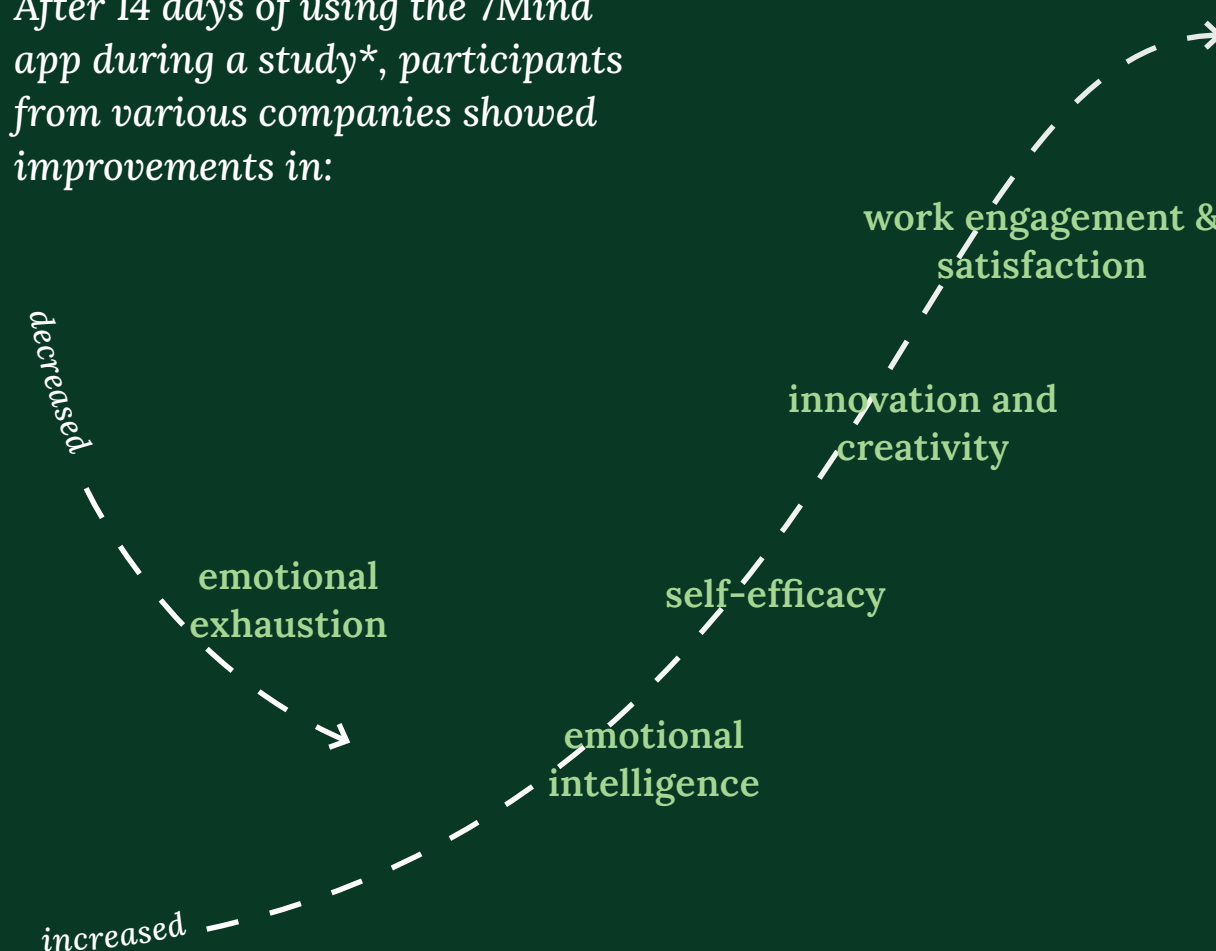 After 14 days of using the 7Mind
app during a study*, participants
from various companies showed
improvements in:
decreased
emotional
exhaustion
work engagement &
satisfaction
innovation and
creativity
self-efficacy
emotional
intelligence
increased